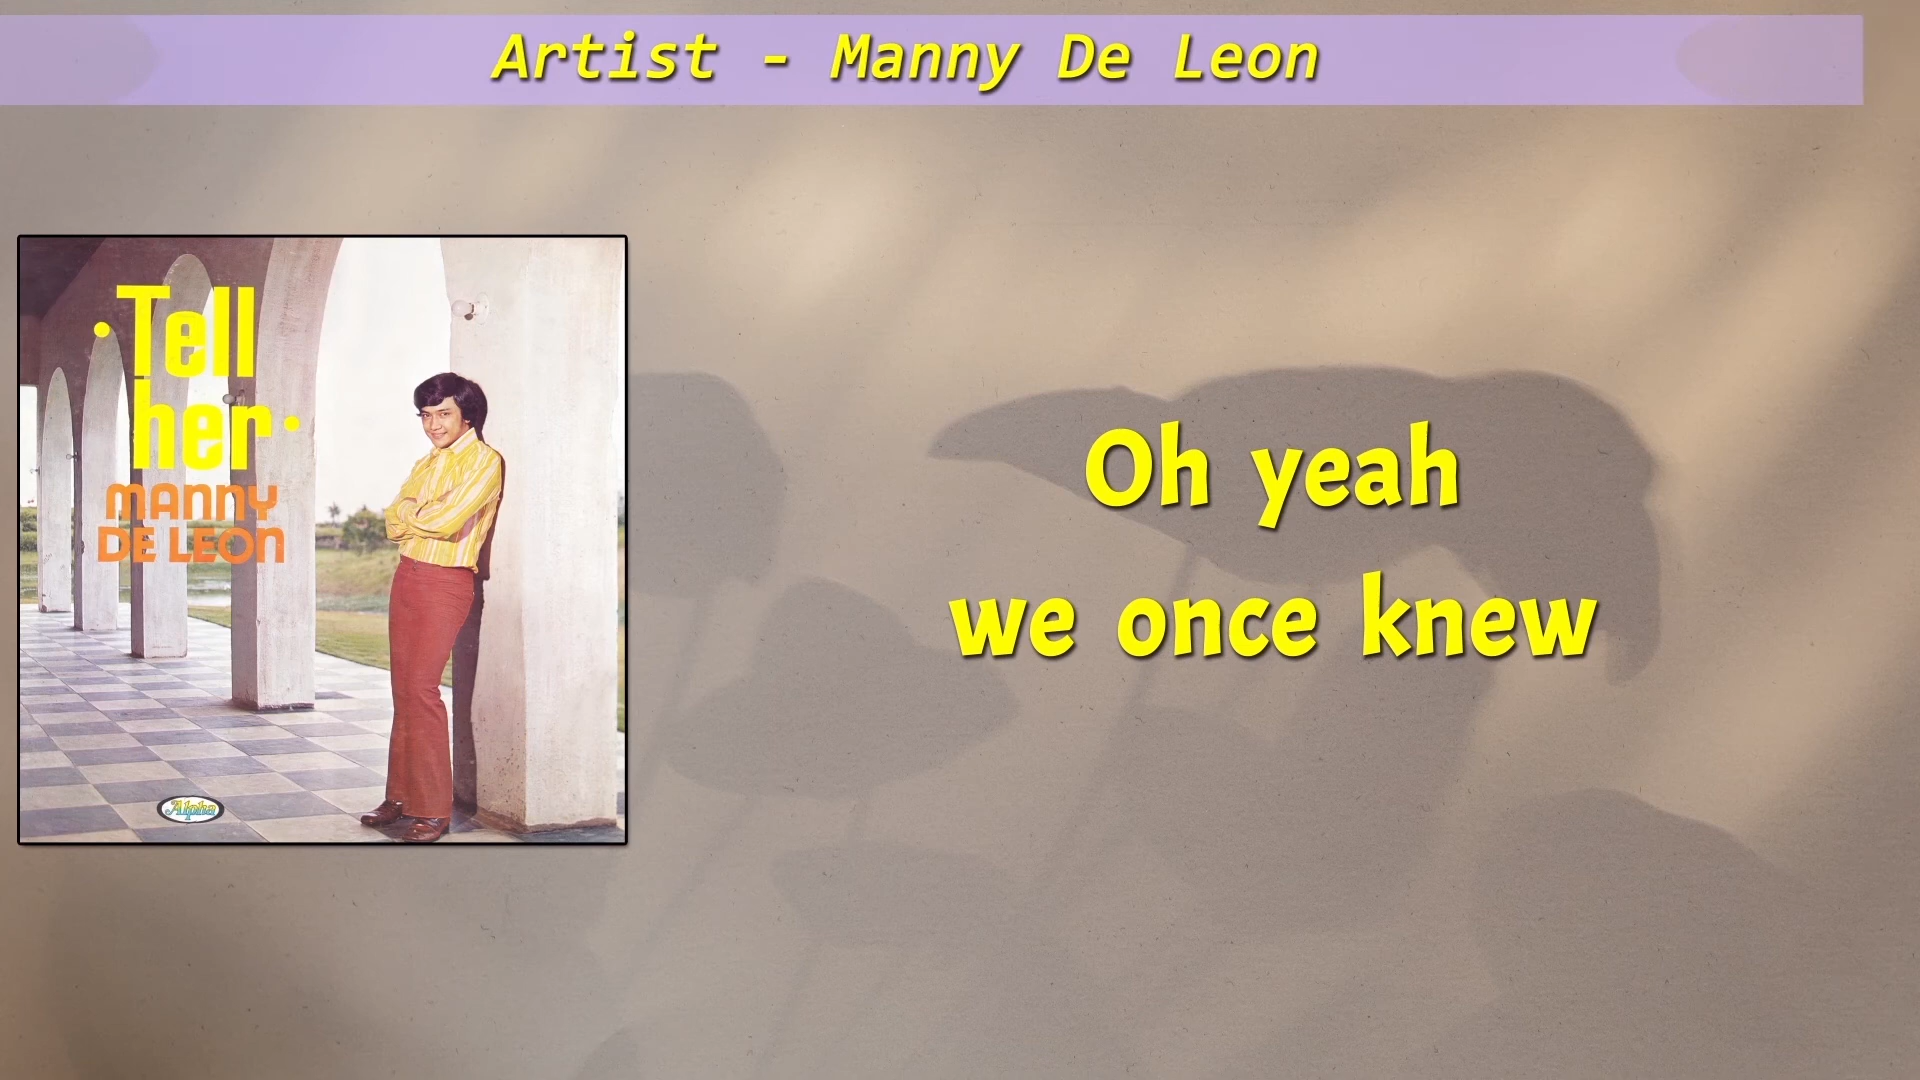 Artist - Manny De Leon
• Tell
her •
MANNY
DE LEON
Alpha
Oh yeah
we once knew